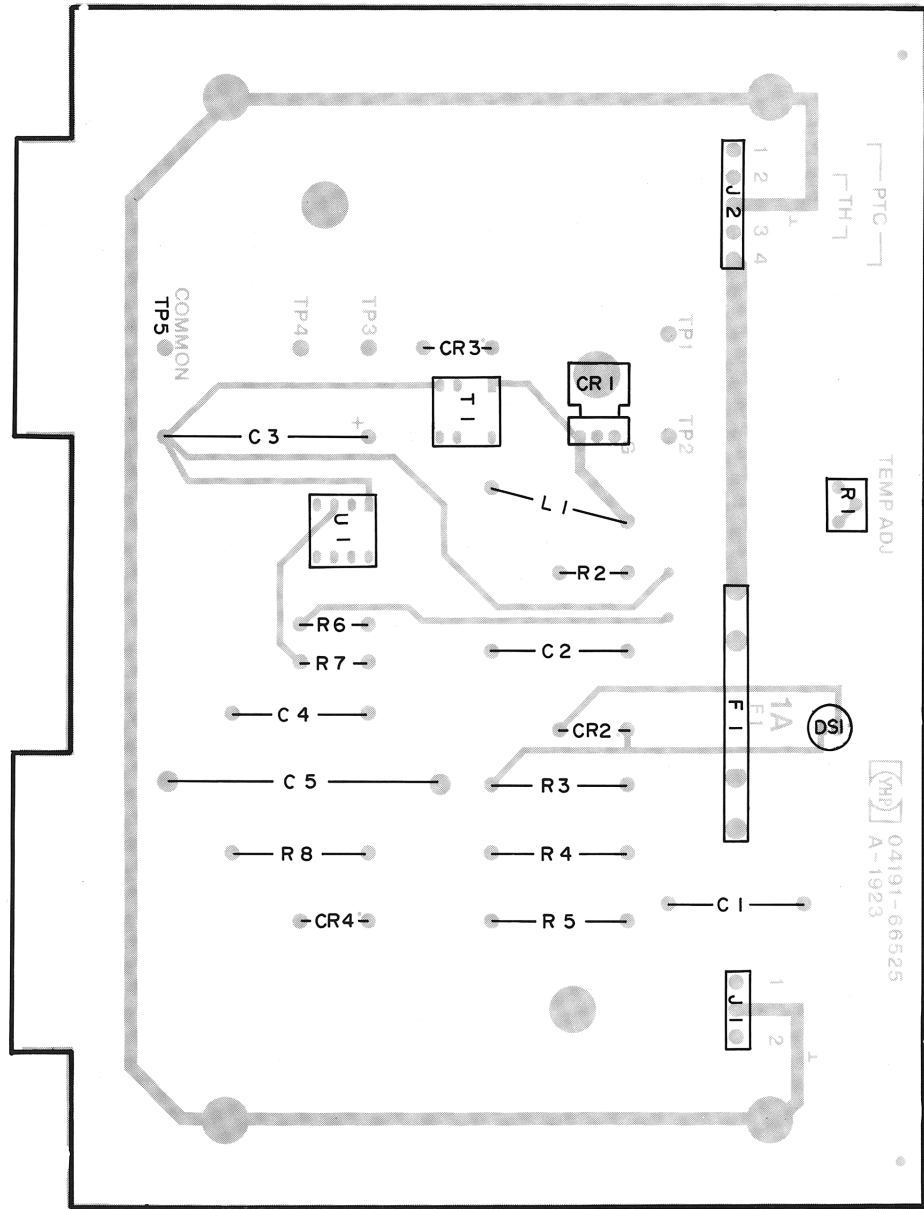 1
2
J2
3
4
PTC
TH
⊥
COMMON
TP5
TP4
TP3
CR3
TP1
T1
CR1
+
C3
G
TP2
L1
TEMP ADJ
R1
U1
R2
R6
C2
R7
C4
CR2
F1
1A
F1
DS1
C5
R3
YHP
04191-66525
A-1923
R8
R4
C1
CR4
R5
1
J1
2
⊥